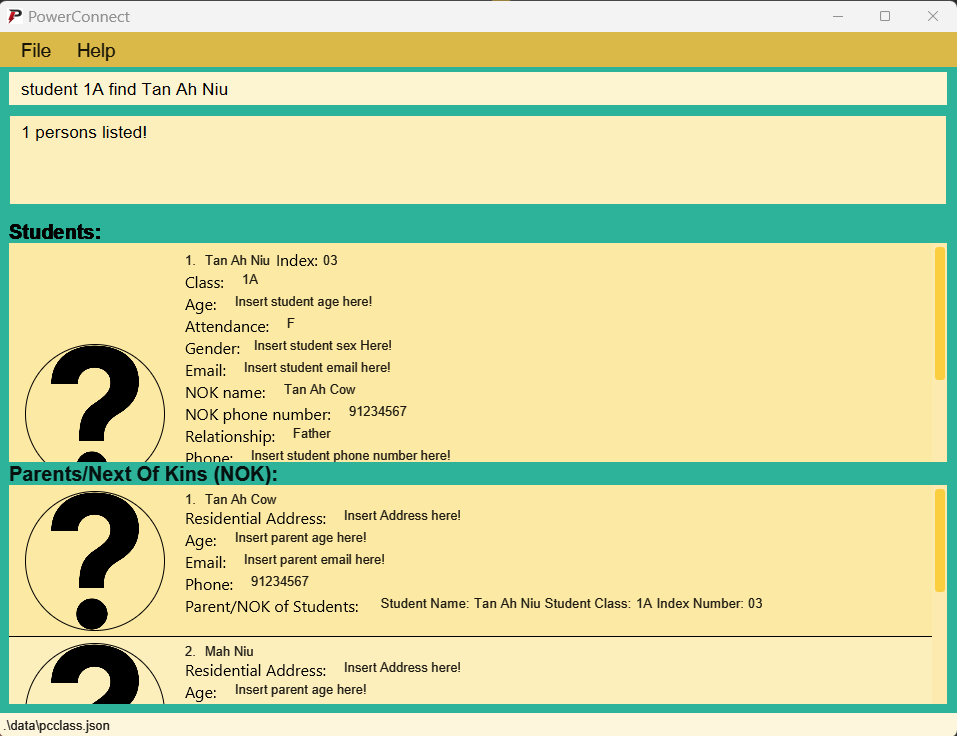 PowerConnect
File Help
student 1A find Tan Ah Niu
1 persons listed!
Students:
1. Tan Ah Niu Index: 03
Class: 1A
Age: Insert student age here!
Attendance: F
Gender: Insert student sex Here!
Email: Insert student email here!
NOK name: Tan Ah Cow
NOK phone number: 91234567
Relationship: Father
Phone: Insert student phone number here!
Parents/Next Of Kins (NOK):
1. Tan Ah Cow
Residential Address: Insert Address here!
Age: Insert parent age here!
Email: Insert parent email here!
Phone: 91234567
Parent/NOK of Students: Student Name: Tan Ah Niu Student Class: 1A Index Number: 03
2. Mah Niu
Residential Address: Insert Address here!
Age: Insert parent age here!
.\data\pcclass.json